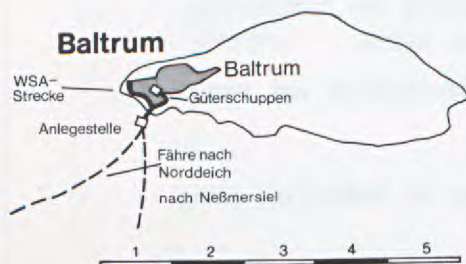 Baltrum
WSA-
Strecke
Baltrum
Güterschuppen
Anlegestelle
Fähre nach
Norddeich
nach Neßmersiel
1 2 3 4 5